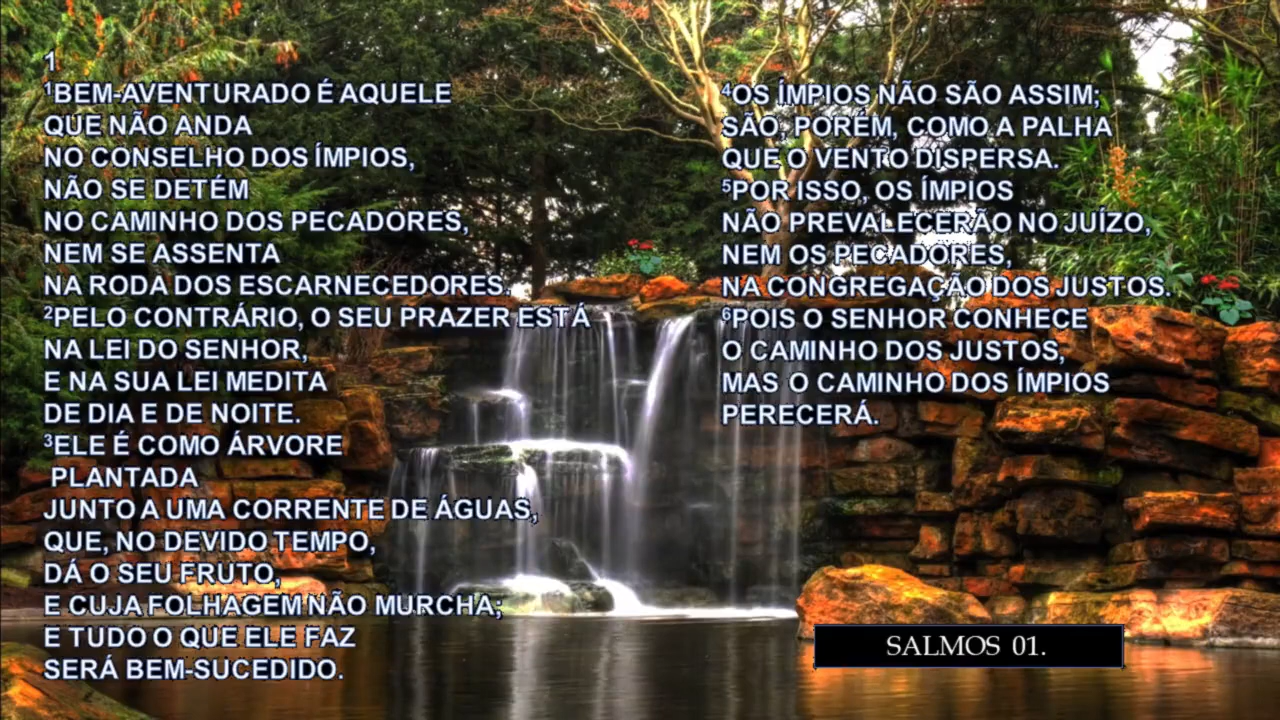 1
¹BEM-AVENTURADO É AQUELE
QUE NÃO ANDA
NO CONSELHO DOS ÍMPIOS,
NÃO SE DETÉM
NO CAMINHO DOS PECADORES,
NEM SE ASSENTA
NA RODA DOS ESCARNECEDORES.
²PELO CONTRÁRIO, O SEU PRAZER ESTÁ
NA LEI DO SENHOR,
E NA SUA LEI MEDITA
DE DIA E DE NOITE.
³ELE É COMO ÁRVORE
PLANTADA
JUNTO A UMA CORRENTE DE ÁGUAS,
QUE, NO DEVIDO TEMPO,
DÁ O SEU FRUTO,
E CUJA FOLHAGEM NÃO MURCHA;
E TUDO O QUE ELE FAZ
SERÁ BEM-SUCEDIDO.
⁴OS ÍMPIOS NÃO SÃO ASSIM;
SÃO, PORÉM, COMO A PALHA
QUE O VENTO DISPERSA.
⁵POR ISSO, OS ÍMPIOS
NÃO PREVALECERÃO NO JUÍZO,
NEM OS PECADORES,
NA CONGREGAÇÃO DOS JUSTOS.
⁶POIS O SENHOR CONHECE
O CAMINHO DOS JUSTOS,
MAS O CAMINHO DOS ÍMPIOS
PERECERÁ.
SALMOS 01.